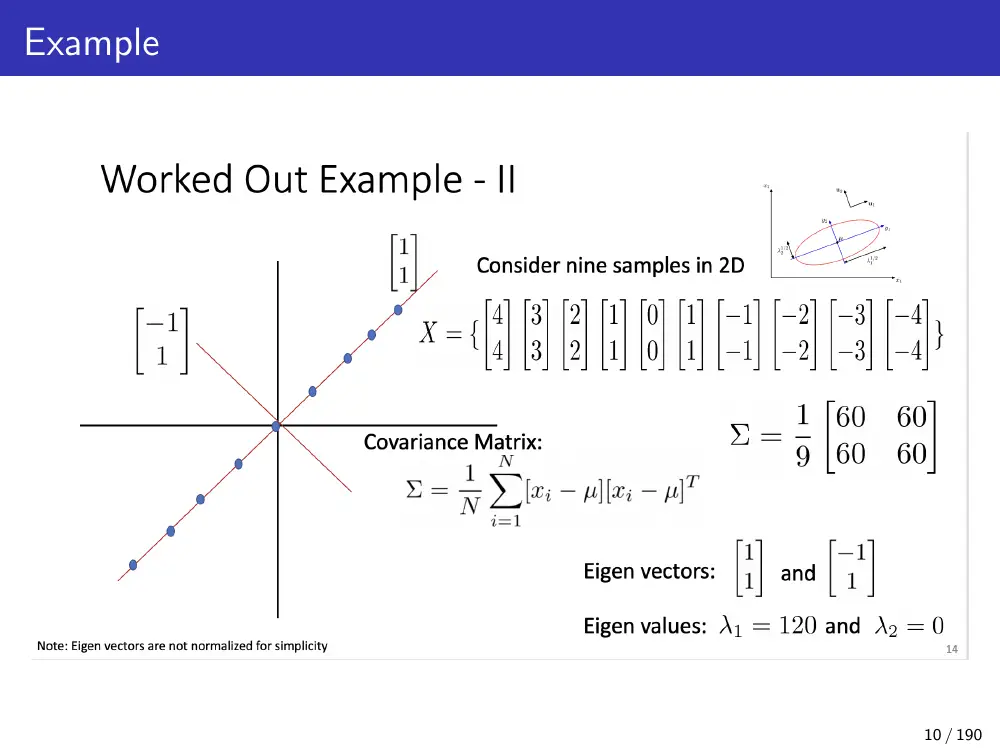 Example
Worked Out Example - II
[1 1]
[−1 1]
Consider nine samples in 2D
X = {[4 4] [3 3] [2 2] [1 1] [0 0] [1 1] [−1 −1] [−2 −2] [−3 −3] [−4 −4]}
Σ = 1/9 [60 60 60 60]
Covariance Matrix:
Σ = 1/N ∑_{i=1}^{N} [x_i − μ][x_i − μ]^T
Eigen vectors: [1 1] and [−1 1]
Eigen values: λ₁ = 120 and λ₂ = 0
Note: Eigen vectors are not normalized for simplicity
14
10 / 190